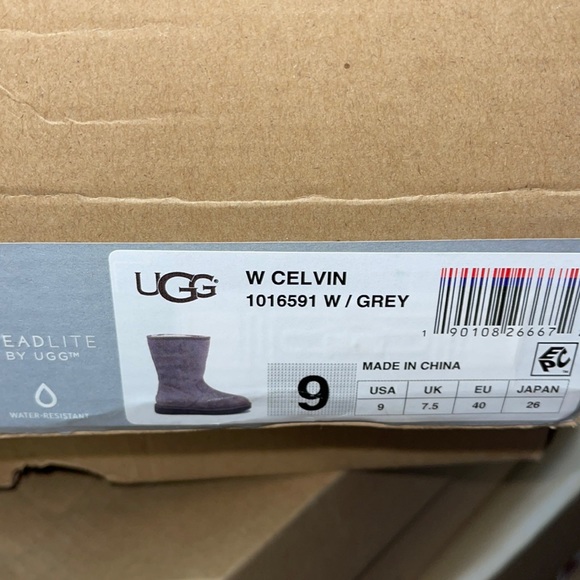 UGG
W CELVIN
1016591 W / GREY
1 90108 26667
EADLITE
BY UGG™
WATER-RESISTANT
9
MADE IN CHINA
USA UK EU JAPAN
9 7.5 40 26
EPC